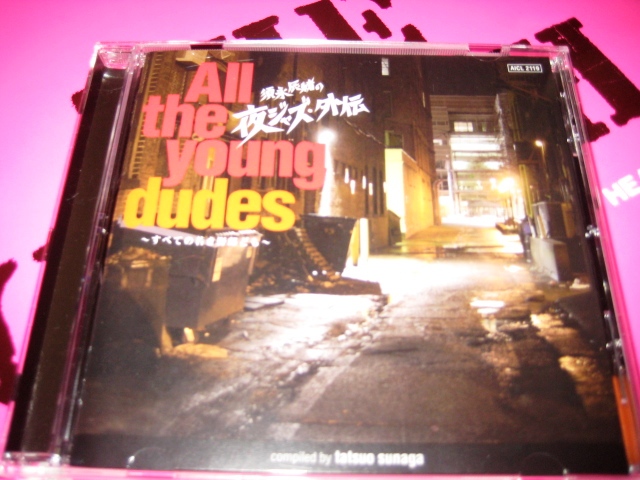 AICL 2119
All
the
young
dudes
須永辰緒の
夜ジャズ・外伝
compiled by tatsuo sunaga
HEA